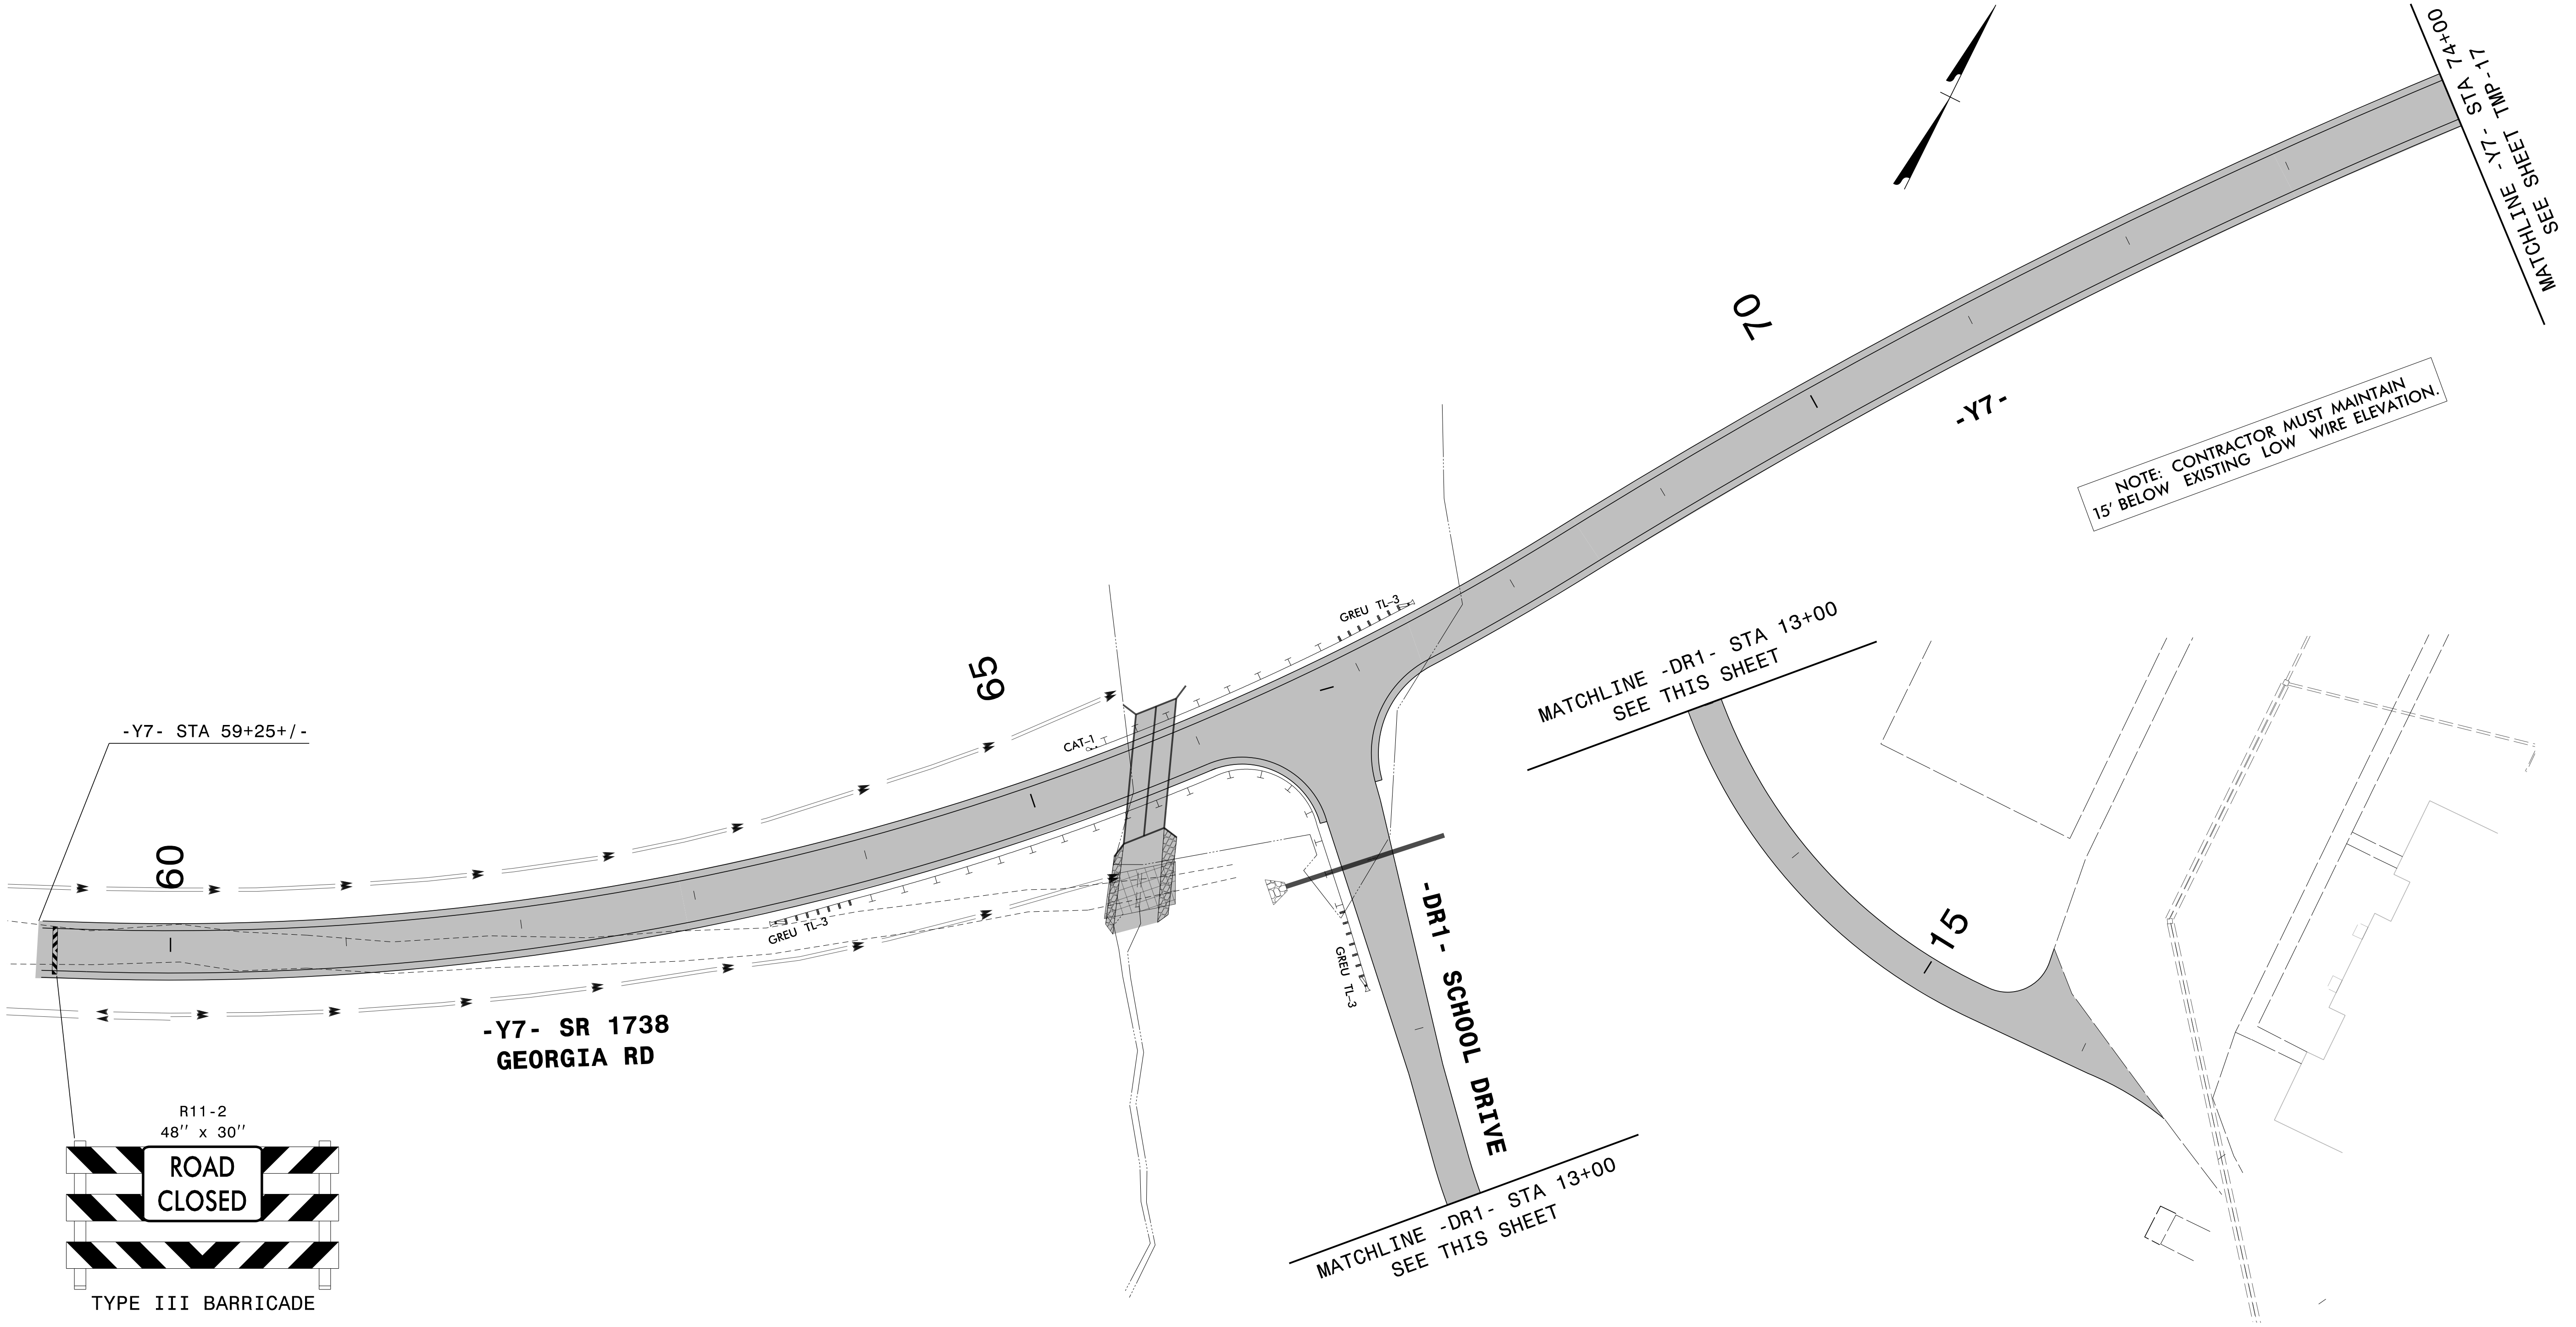 MATCHLINE -Y7- STA 74+00
SEE SHEET TMP-17
70
-Y7-
NOTE: CONTRACTOR MUST MAINTAIN
15' BELOW EXISTING LOW WIRE ELEVATION.
GREU TL-3
MATCHLINE -DR1- STA 13+00
SEE THIS SHEET
65
CAT-1
-Y7- STA 59+25+/-
60
GREU TL-3
GREU TL-3
-DR1- SCHOOL DRIVE
15
-Y7- SR 1738
GEORGIA RD
R11-2
48" x 30"
ROAD
CLOSED
TYPE III BARRICADE
MATCHLINE -DR1- STA 13+00
SEE THIS SHEET